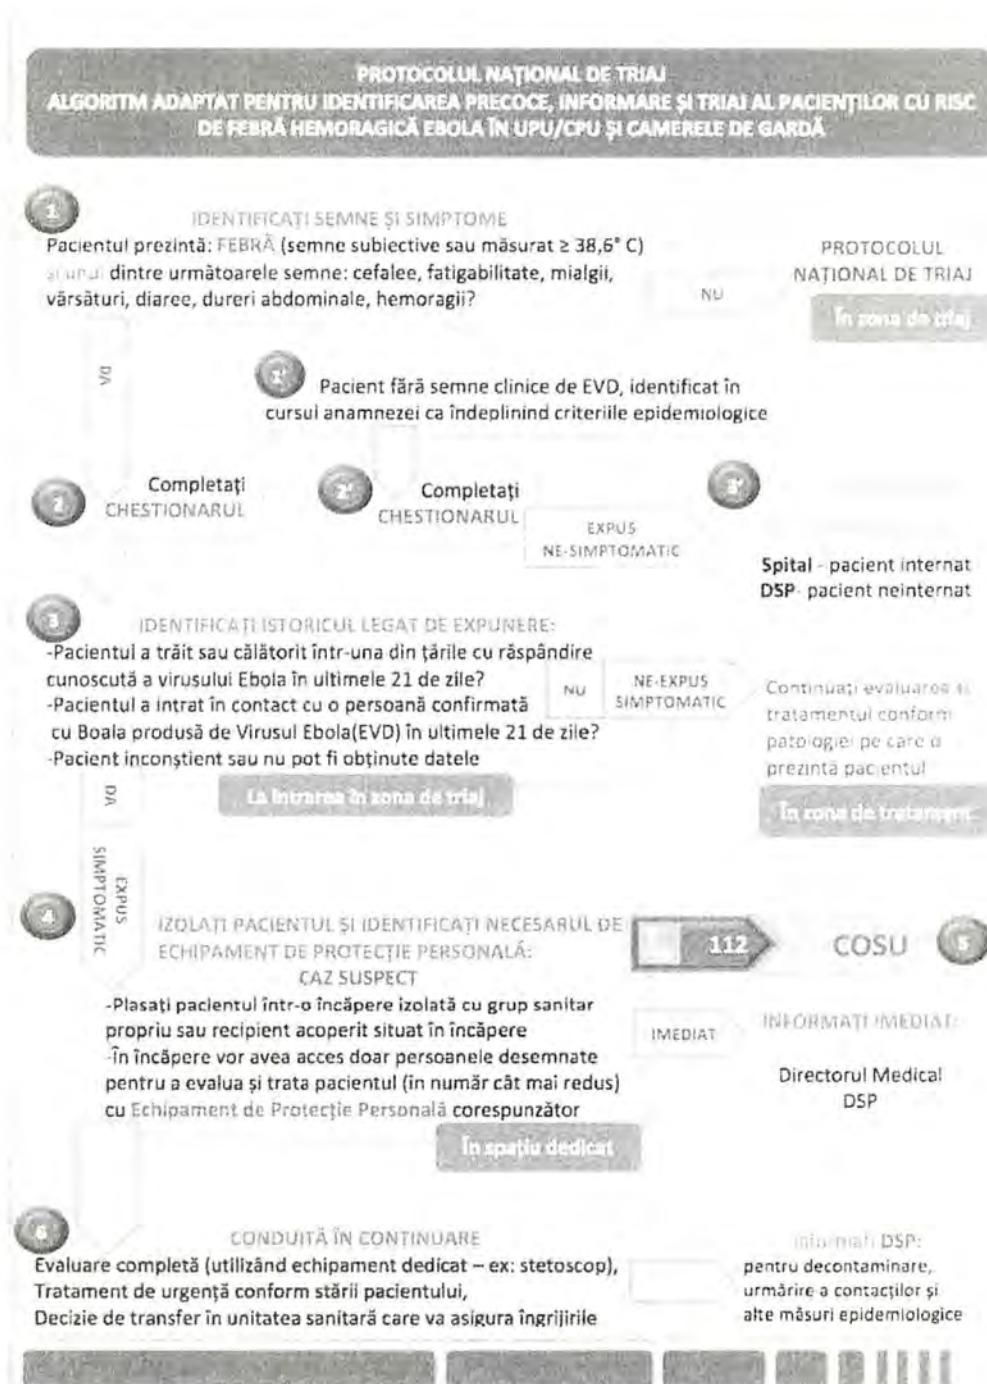 PROTOCOLUL NAȚIONAL DE TRIAJ
ALGORITM ADAPTAT PENTRU IDENTIFICAREA PRECOCE, INFORMARE ȘI TRIAJ AL PACIENȚILOR CU RISC
DE FEBRĂ HEMORAGICĂ EBOLA ÎN UPU/CPU ȘI CAMERELE DE GARDĂ
1
IDENTIFICAȚI SEMNE ȘI SIMPTOME
Pacientul prezintă: FEBRĂ (semne subiective sau măsurat ≥ 38,6° C)
și unul dintre următoarele semne: cefalee, fatigabilitate, mialgii,
vărsături, diaree, dureri abdominale, hemoragii?
NU
PROTOCOLUL
NAȚIONAL DE TRIAJ
În zona de triaj
DA
1'
Pacient fără semne clinice de EVD, identificat în
cursul anamnezei ca îndeplinind criteriile epidemiologice
2
Completați
CHESTIONARUL
2'
Completați
CHESTIONARUL
EXPUS
NE-SIMPTOMATIC
3'
Spital - pacient internat
DSP- pacient neinternat
3
IDENTIFICAȚI ISTORICUL LEGAT DE EXPUNERE:
-Pacientul a trăit sau călătorit într-una din țările cu răspândire
cunoscută a virusului Ebola în ultimele 21 de zile?
-Pacientul a intrat în contact cu o persoană confirmată
cu Boala produsă de Virusul Ebola(EVD) în ultimele 21 de zile?
-Pacient inconștient sau nu pot fi obținute datele
NU
NE-EXPUS
SIMPTOMATIC
Continuați evaluarea și
tratamentul conform
patologiei pe care o
prezintă pacientul
La intrarea în zona de triaj
În zona de tratament
DA
EXPUS
SIMPTOMATIC
4
IZOLAȚI PACIENTUL ȘI IDENTIFICAȚI NECESARUL DE
ECHIPAMENT DE PROTECȚIE PERSONALĂ:
CAZ SUSPECT
-Plasați pacientul într-o încăpere izolată cu grup sanitar
propriu sau recipient acoperit situat în încăpere
-În încăpere vor avea acces doar persoanele desemnate
pentru a evalua și trata pacientul (în număr cât mai redus)
cu Echipament de Protecție Personală corespunzător
În spațiu dedicat
112
COSU
5
IMEDIAT
INFORMAȚI IMEDIAT:
Directorul Medical
DSP
6
CONDUITĂ ÎN CONTINUARE
Evaluare completă (utilizând echipament dedicat – ex: stetoscop),
Tratament de urgență conform stării pacientului,
Decizie de transfer în unitatea sanitară care va asigura îngrijirile
Informați DSP:
pentru decontaminare,
urmărire a contacților și
alte măsuri epidemiologice